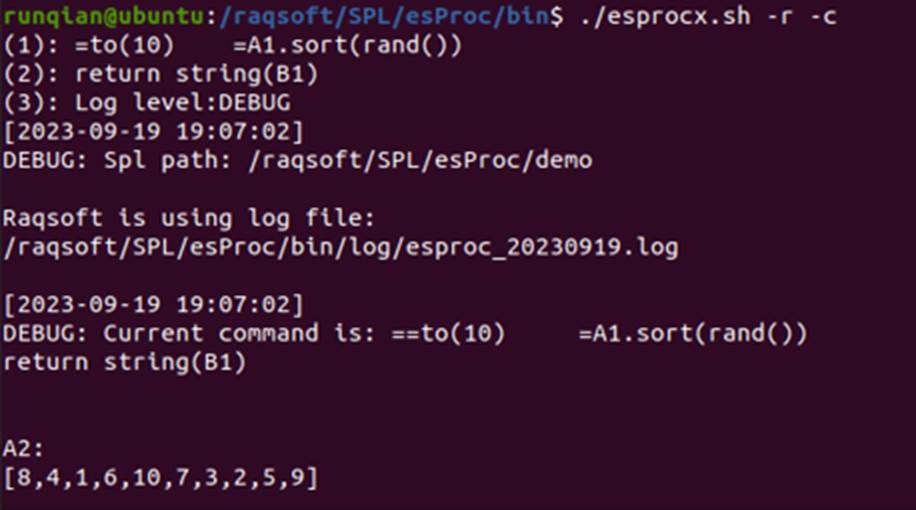 runqian@ubuntu:/raqsoft/SPL/esProc/bin$ ./esprocx.sh -r -c
(1): =to(10)    =A1.sort(rand())
(2): return string(B1)
(3): Log level:DEBUG
[2023-09-19 19:07:02]
DEBUG: Spl path: /raqsoft/SPL/esProc/demo
Raqsoft is using log file:
/raqsoft/SPL/esProc/bin/log/esproc_20230919.log
[2023-09-19 19:07:02]
DEBUG: Current command is: ==to(10)     =A1.sort(rand())
return string(B1)
A2:
[8,4,1,6,10,7,3,2,5,9]